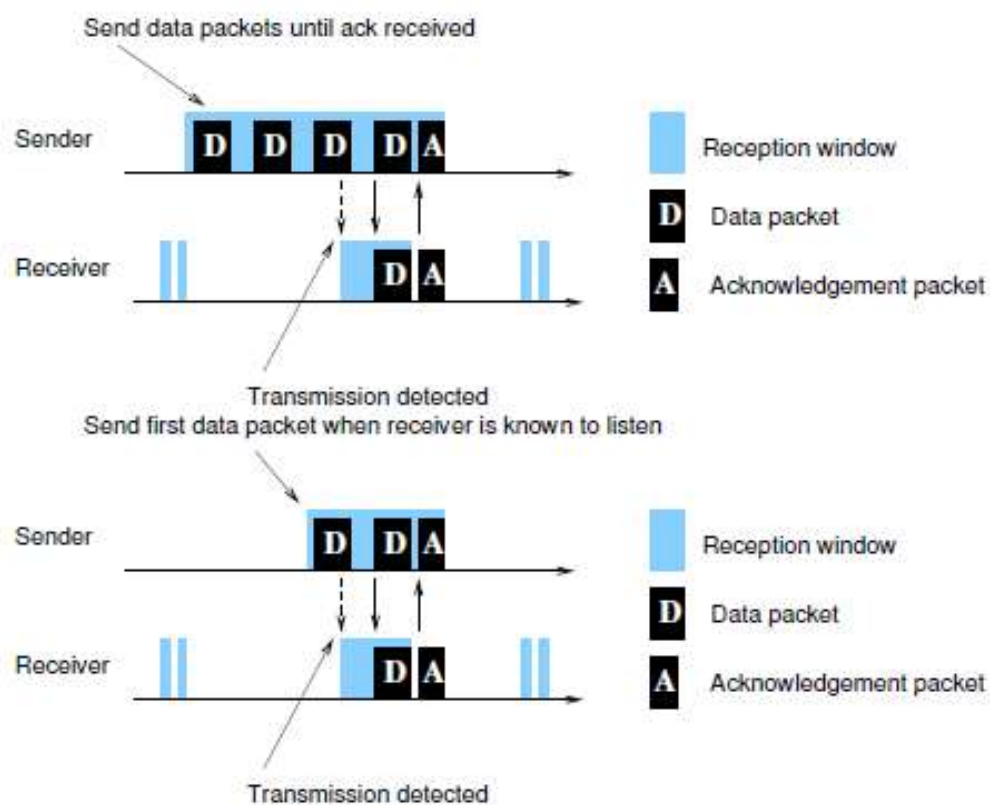 Send data packets until ack received
Sender
D D D D A
Reception window
D Data packet
Receiver
D A
A Acknowledgement packet
Transmission detected
Send first data packet when receiver is known to listen
Sender
D D A
Reception window
D Data packet
Receiver
D A
A Acknowledgement packet
Transmission detected